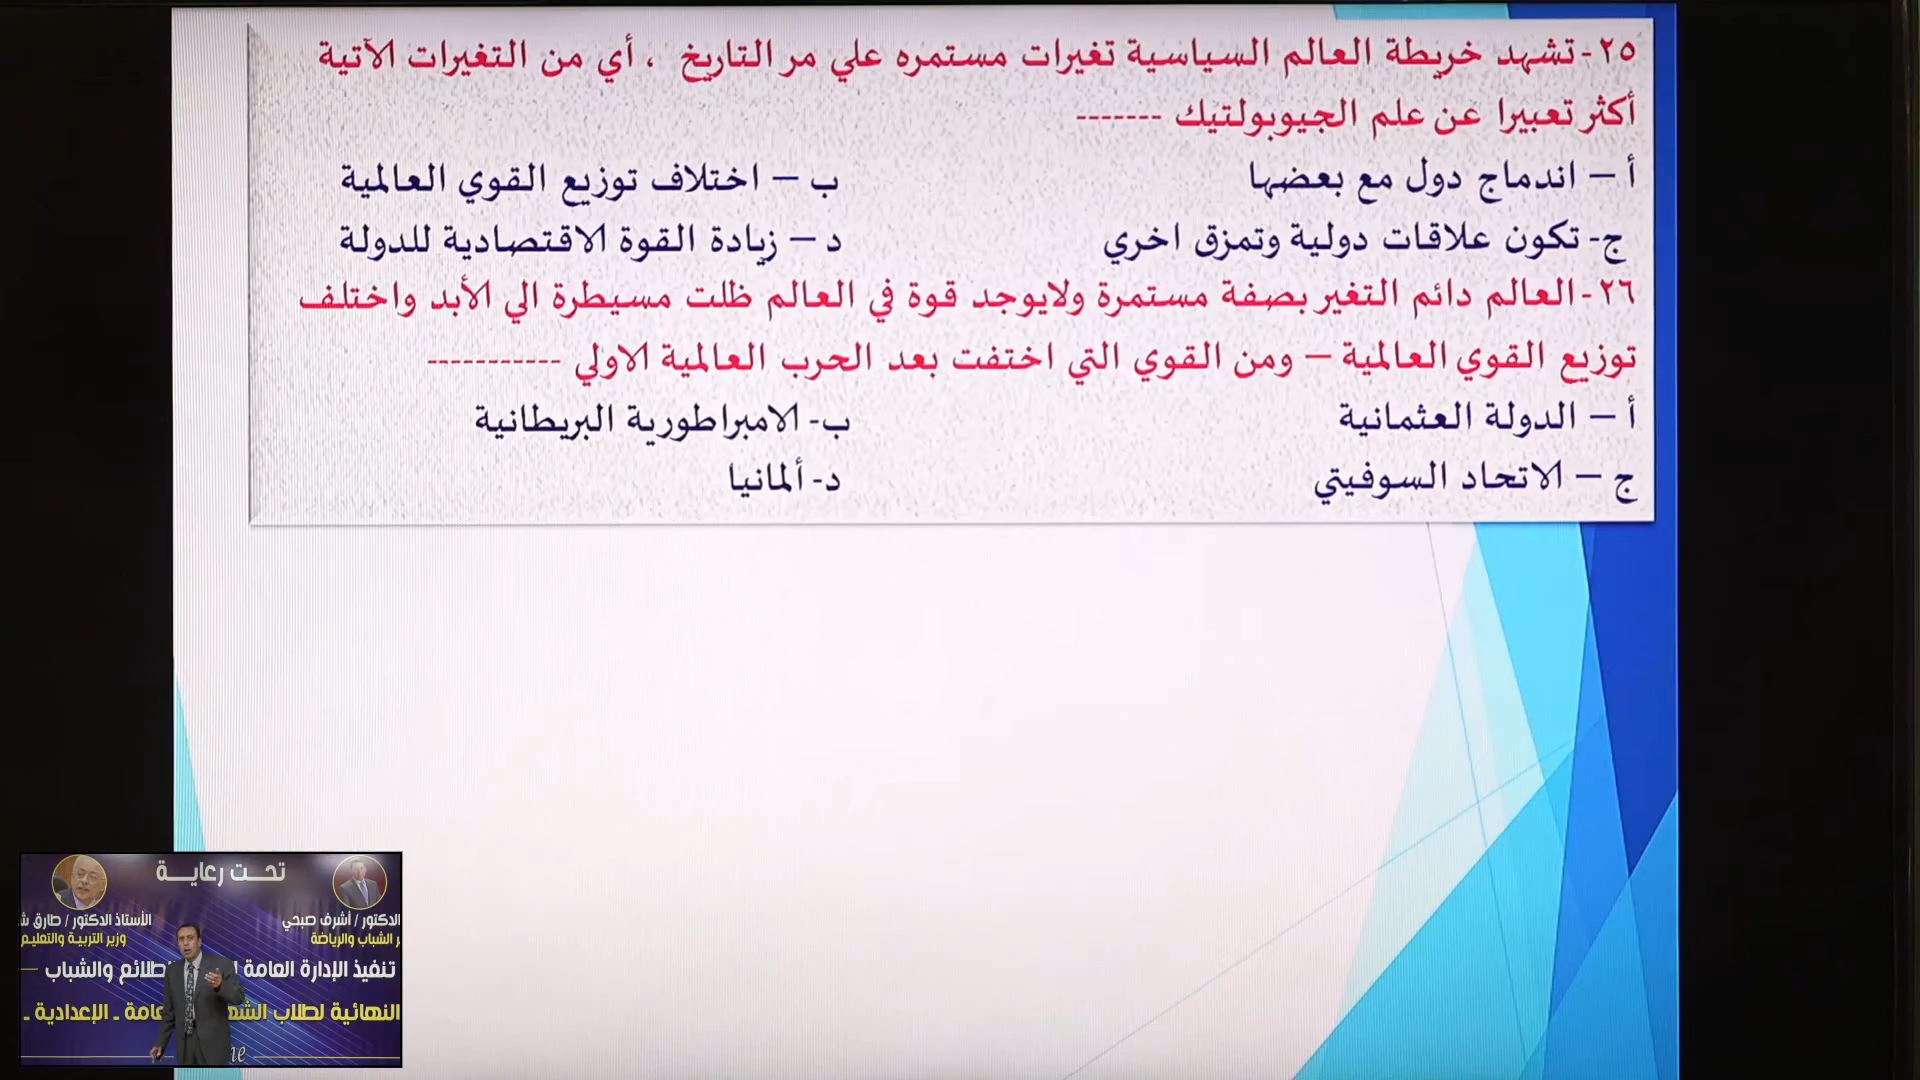 ٢٥- تشهد خريطة العالم السياسية تغيرات مستمره علي مر التاريخ ، أي من التغيرات الآتية
أكثر تعبيرا عن علم الجيوبولتيك -------
أ – اندماج دول مع بعضها ب – اختلاف توزيع القوي العالمية
ج- تكون علاقات دولية وتمزق اخري د – زيادة القوة الاقتصادية للدولة
٢٦- العالم دائم التغير بصفة مستمرة ولايوجد قوة في العالم ظلت مسيطرة الي الأبد واختلف
توزيع القوي العالمية – ومن القوي التي اختفت بعد الحرب العالمية الاولي -----------
أ – الدولة العثمانية ب- الامبراطورية البريطانية
ج – الاتحاد السوفيتي د- ألمانيا
تحت رعاية
الدكتور / أشرف صبحي الأستاذ الدكتور / طارق
الشباب والرياضة وزير التربية والتعليم
تنفيذ الإدارة العامة الطلائع والشباب
النهائية لطلاب - الإعدادية -